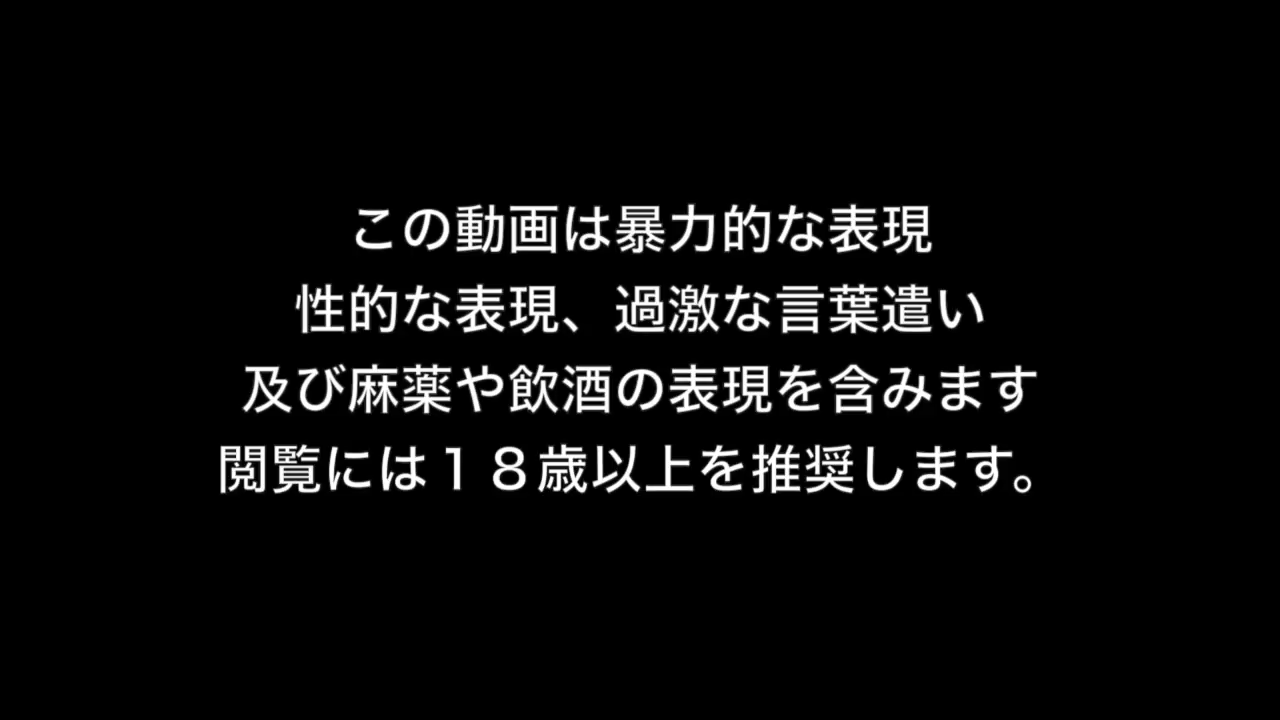 この動画は暴力的な表現
性的な表現、過激な言葉遣い
及び麻薬や飲酒の表現を含みます
閲覧には１８歳以上を推奨します。